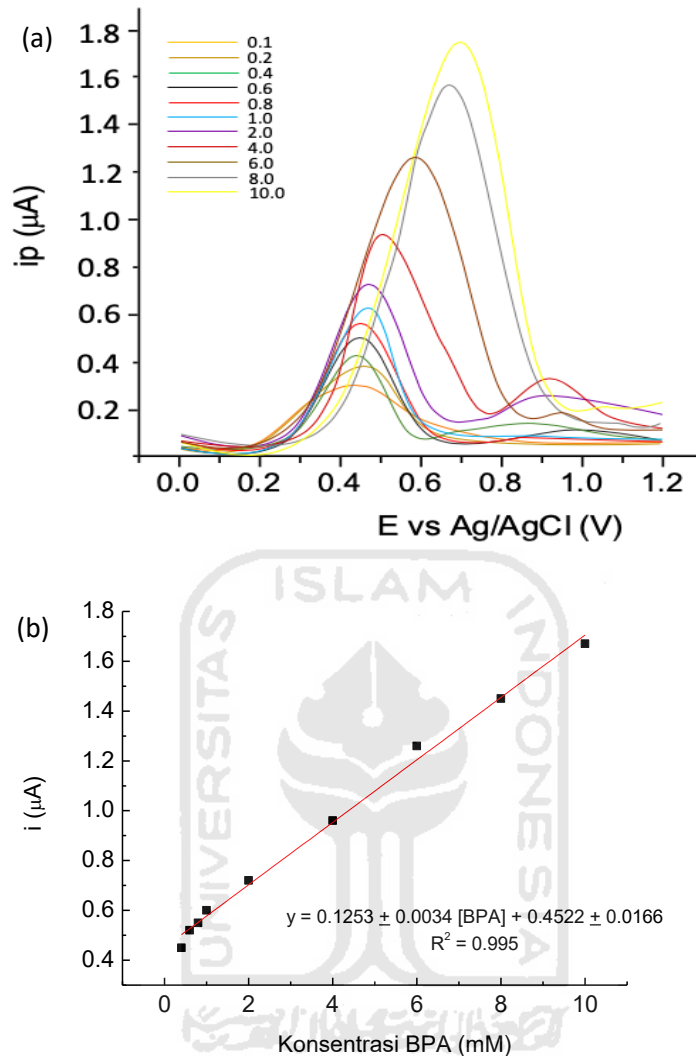 (a)
1.8
1.6
1.4
1.2
1.0
0.8
0.6
0.4
0.2
ip (μA)
0.1
0.2
0.4
0.6
0.8
1.0
2.0
4.0
6.0
8.0
10.0
0.0 0.2 0.4 0.6 0.8 1.0 1.2
E vs Ag/AgCl (V)
(b)
UNIVERSITAS
ISLAM
INDONESIA
1.8
1.6
1.4
1.2
1.0
0.8
0.6
0.4
i (μA)
y = 0.1253 ± 0.0034 [BPA] + 0.4522 ± 0.0166
R² = 0.995
0 2 4 6 8 10
Konsentrasi BPA (mM)